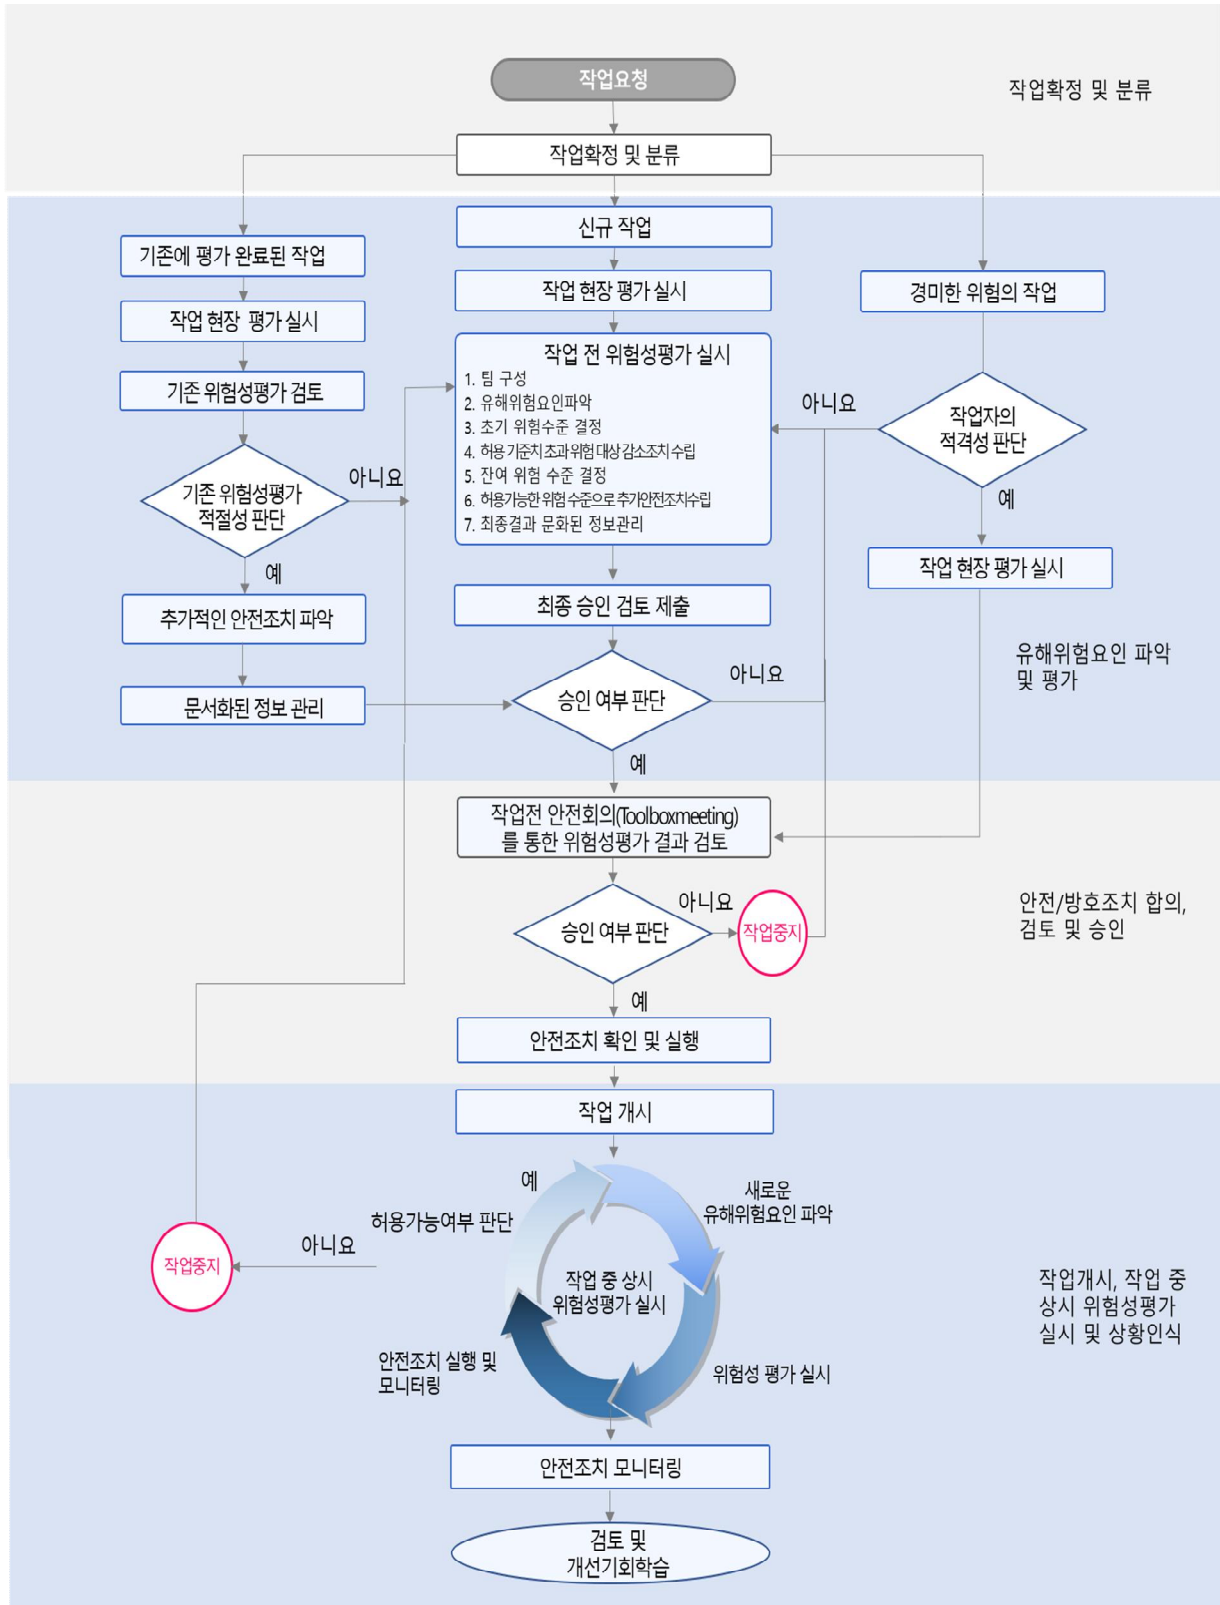 작업요청
작업확정 및 분류
작업확정 및 분류
신규 작업
기존에 평가 완료된 작업
작업 현장 평가 실시
경미한 위험의 작업
작업 현장 평가 실시
기존 위험성평가 검토
작업 전 위험성평가 실시
1. 팀 구성
2. 유해위험요인파악
3. 초기 위험수준 결정
4. 허용 기준치 초과 위험 대상 감소조치 수립
5. 잔여 위험 수준 결정
6. 허용가능한 위험 수준으로 추가안전조치수립
7. 최종결과 문화된 정보관리
아니요
작업자의
적격성 판단
예
아니요
기존 위험성평가
적절성 판단
예
작업 현장 평가 실시
추가적인 안전조치 파악
최종 승인 검토 제출
유해위험요인 파악
및 평가
문서화된 정보 관리
승인 여부 판단
아니요
예
작업전 안전회의(Toolboxmeeting)
를 통한 위험성평가 결과 검토
안전/방호조치 합의,
검토 및 승인
승인 여부 판단
아니요
작업중지
예
안전조치 확인 및 실행
작업 개시
예
허용가능여부 판단
새로운
유해위험요인 파악
아니요
작업중지
작업 중 상시
위험성평가 실시
작업개시, 작업 중
상시 위험성평가
실시 및 상황인식
안전조치 실행 및
모니터링
위험성 평가 실시
안전조치 모니터링
검토 및
개선기회학습